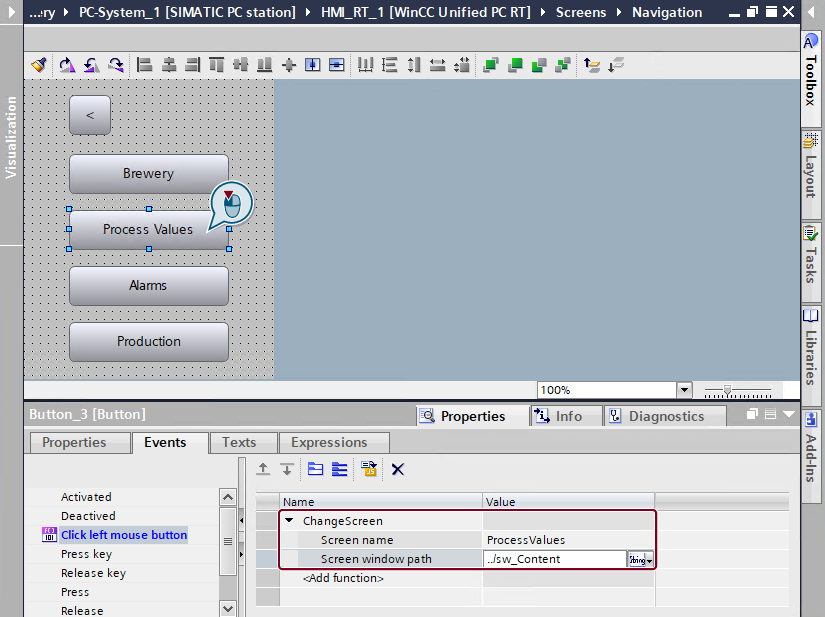 ...ry ▸ PC-System_1 [SIMATIC PC station] ▸ HMI_RT_1 [WinCC Unified PC RT] ▸ Screens ▸ Navigation
Visualization
<
Brewery
Process Values
Alarms
Production
100%
Toolbox
Layout
Tasks
Libraries
Add-Ins
Button_3 [Button]
Properties
Info
Diagnostics
Properties
Events
Texts
Expressions
Activated
Deactived
Click left mouse button
Press key
Release key
Press
Release
Name Value
ChangeScreen
Screen name ProcessValues
Screen window path ../sw_Content String
<Add function>